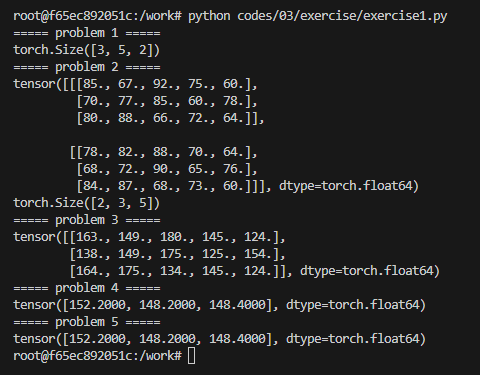 root@f65ec892051c:/work# python codes/03/exercise/exercise1.py
===== problem 1 =====
torch.Size([3, 5, 2])
===== problem 2 =====
tensor([[[85., 67., 92., 75., 60.],
         [70., 77., 85., 60., 78.],
         [80., 88., 66., 72., 64.]],

        [[78., 82., 88., 70., 64.],
         [68., 72., 90., 65., 76.],
         [84., 87., 68., 73., 60.]]], dtype=torch.float64)
torch.Size([2, 3, 5])
===== problem 3 =====
tensor([[163., 149., 180., 145., 124.],
        [138., 149., 175., 125., 154.],
        [164., 175., 134., 145., 124.]], dtype=torch.float64)
===== problem 4 =====
tensor([152.2000, 148.2000, 148.4000], dtype=torch.float64)
===== problem 5 =====
tensor([152.2000, 148.2000, 148.4000], dtype=torch.float64)
root@f65ec892051c:/work#